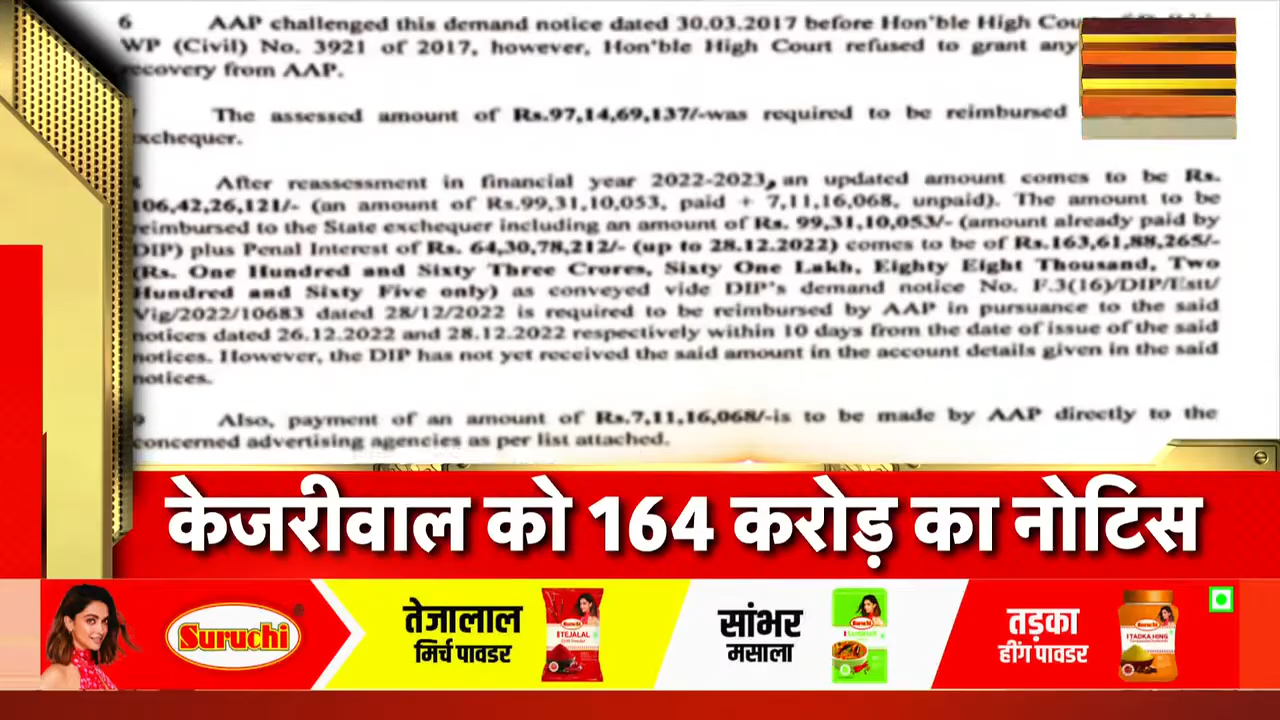 6 AAP challenged this demand notice dated 30.03.2017 before Hon'ble High
WP (Civil) No. 3921 of 2017, however, Hon'ble High Court refused to grant any
recovery from AAP.
The assessed amount of Rs.97,14,69,137/-was required to be reimbursed
exchequer.
After reassessment in financial year 2022-2023, an updated amount comes to be Rs.
106,42,26,121/- (an amount of Rs.99,31,10,053, paid + 7,11,16,068, unpaid). The amount to be
reimbursed to the State exchequer including an amount of Rs. 99,31,10,053/- (amount already paid by
DIP) plus Penal Interest of Rs. 64,30,78,212/- (up to 28.12.2022) comes to be of Rs.163,61,88,265/-
(Rs. One Hundred and Sixty Three Crores, Sixty One Lakh, Eighty Eight Thousand, Two
Hundred and Sixty Five only) as conveyed vide DIP's demand notice No. F.3(16)/DIP/Estt/
Vig/2022/10683 dated 28/12/2022 is required to be reimbursed by AAP in pursuance to the said
notices dated 26.12.2022 and 28.12.2022 respectively within 10 days from the date of issue of the said
notices. However, the DIP has not yet received the said amount in the account details given in the said
notices.
Also, payment of an amount of Rs.7,11,16,068/-is to be made by AAP directly to the
concerned advertising agencies as per list attached.
केजरीवाल को 164 करोड़ का नोटिस
Suruchi
तेजालाल
मिर्च पावडर
TEJALAL
सांभर
मसाला
तड़का
हींग पावडर
TADKA HING